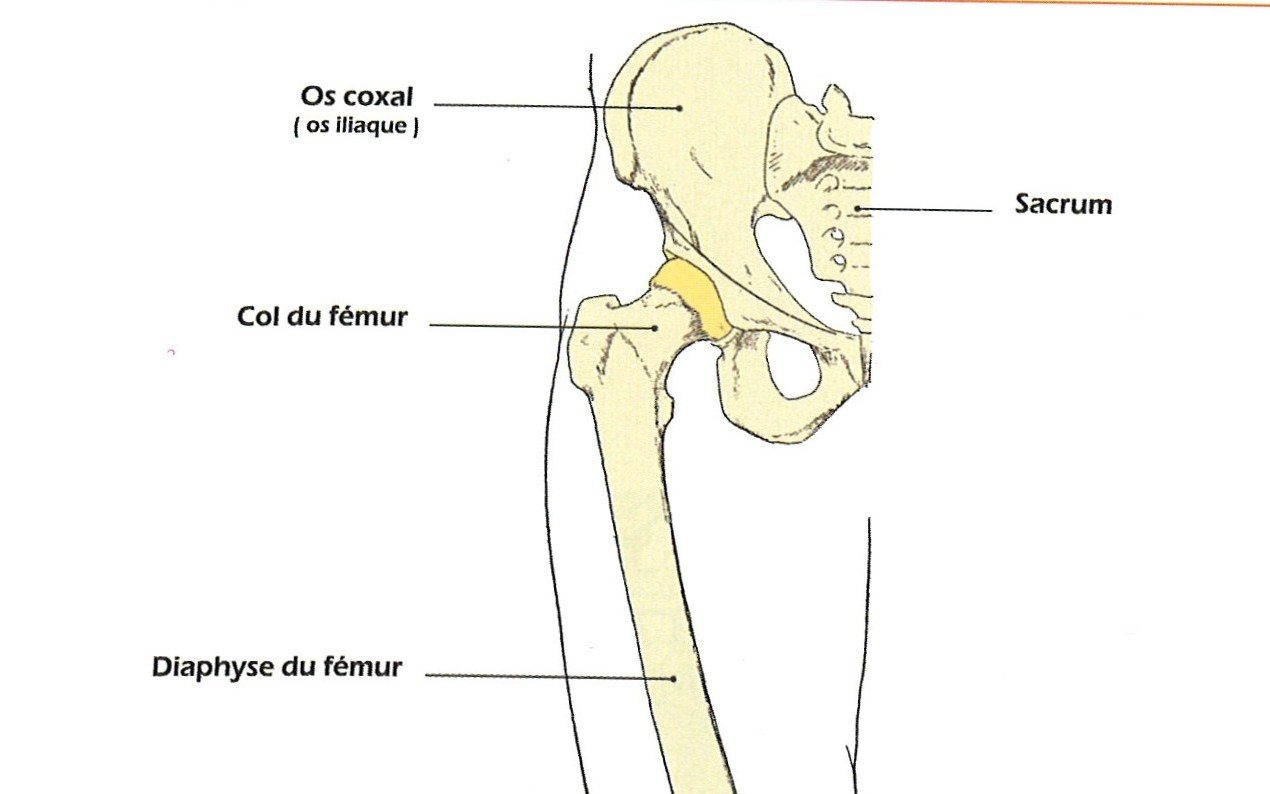 Os coxal
( os iliaque )
Sacrum
Col du fémur
Diaphyse du fémur